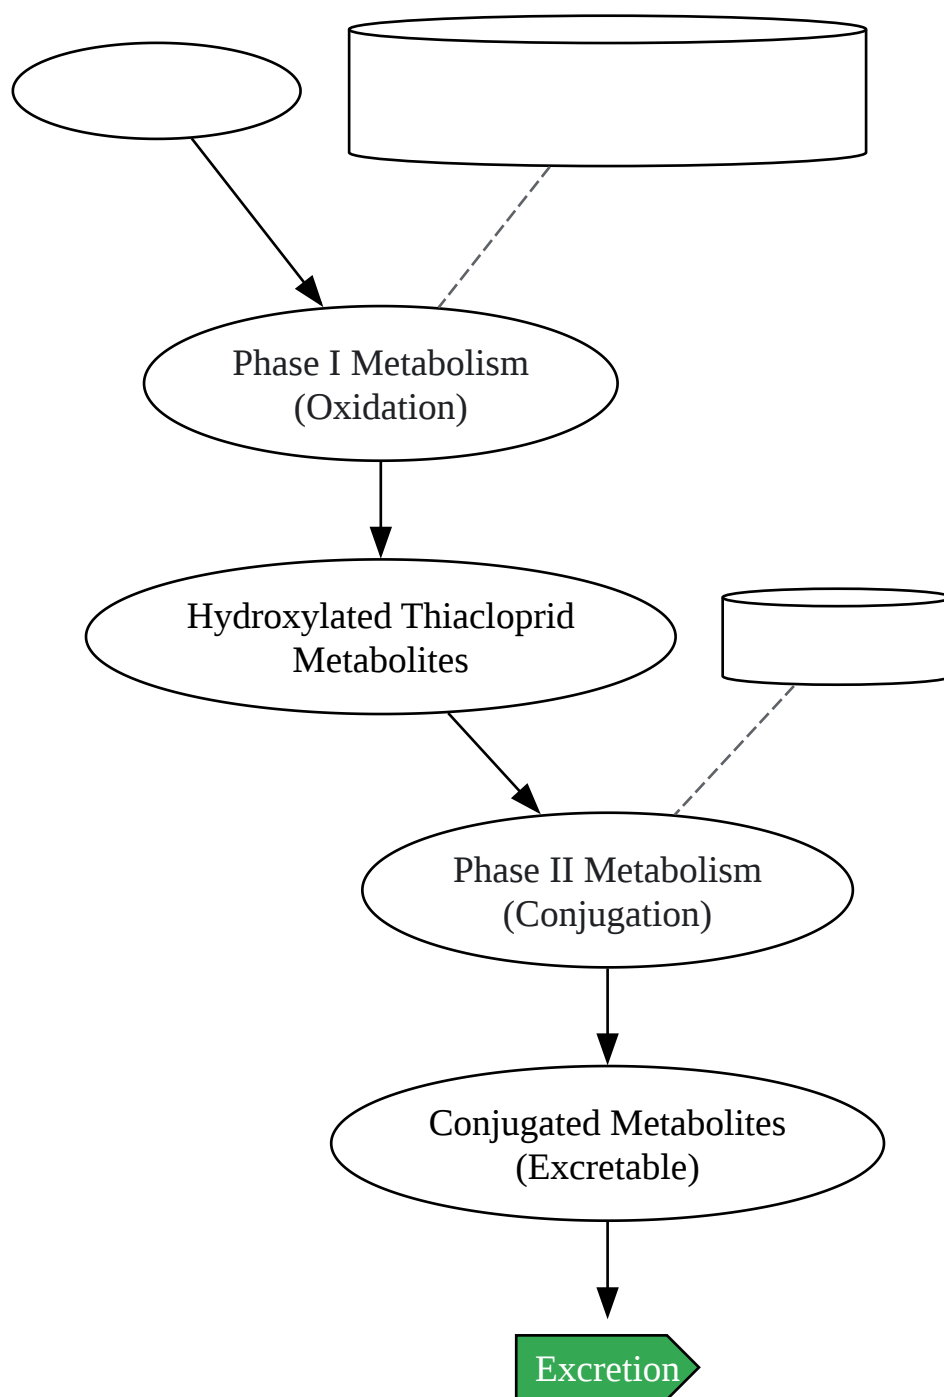 Phase I Metabolism
(Oxidation)
Hydroxylated Thiacloprid
Metabolites
Phase II Metabolism
(Conjugation)
Conjugated Metabolites
(Excretable)
Excretion